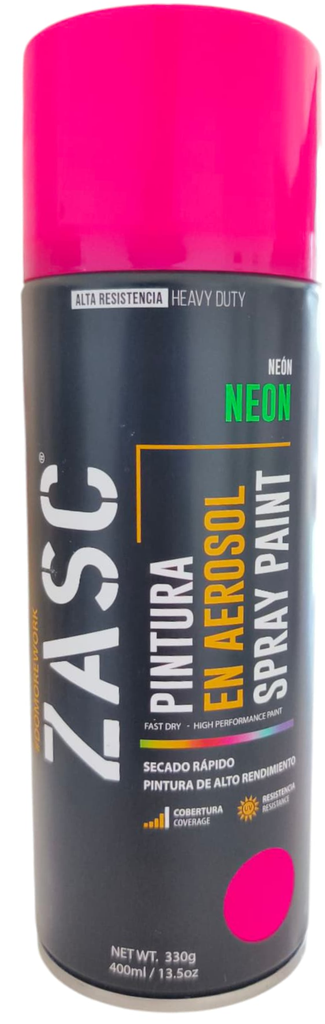 ALTA RESISTENCIA HEAVY DUTY
NEÓN
NEON
ZASC®
#DOMOREWORK
PINTURA
EN AEROSOL
SPRAY PAINT
FAST DRY - HIGH PERFORMANCE PAINT
SECADO RÁPIDO
PINTURA DE ALTO RENDIMIENTO
COBERTURA
COVERAGE
UV
RESISTENCIA
RESISTANCE
NET WT. 330g
400ml / 13.5oz